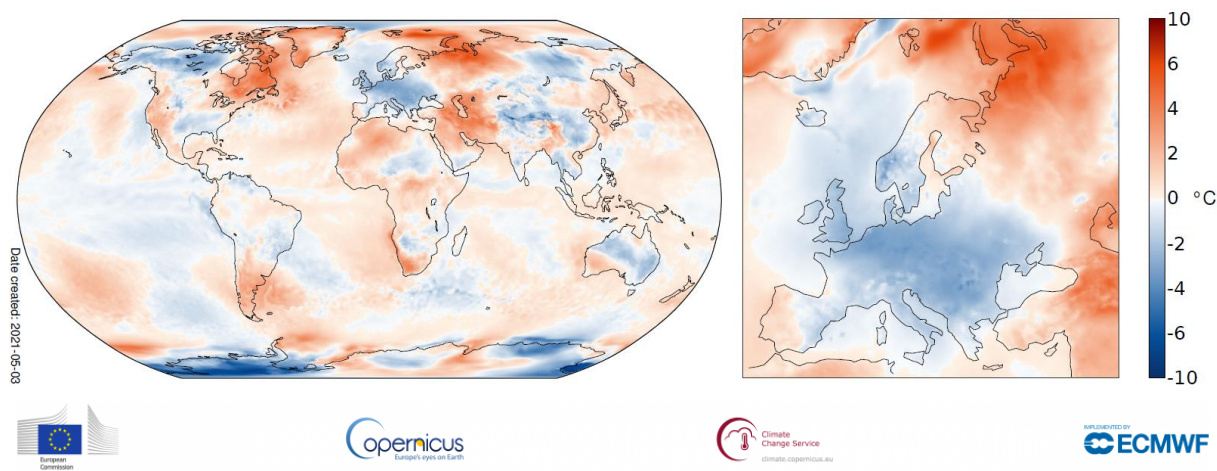 10
6
4
2
0
-2
-4
-6
-10
°C
Date created: 2021-05-03
European
Commission
opernicus
Europe's eyes on Earth
Climate
Change Service
climate.copernicus.eu
IMPLEMENTED BY
ECMWF